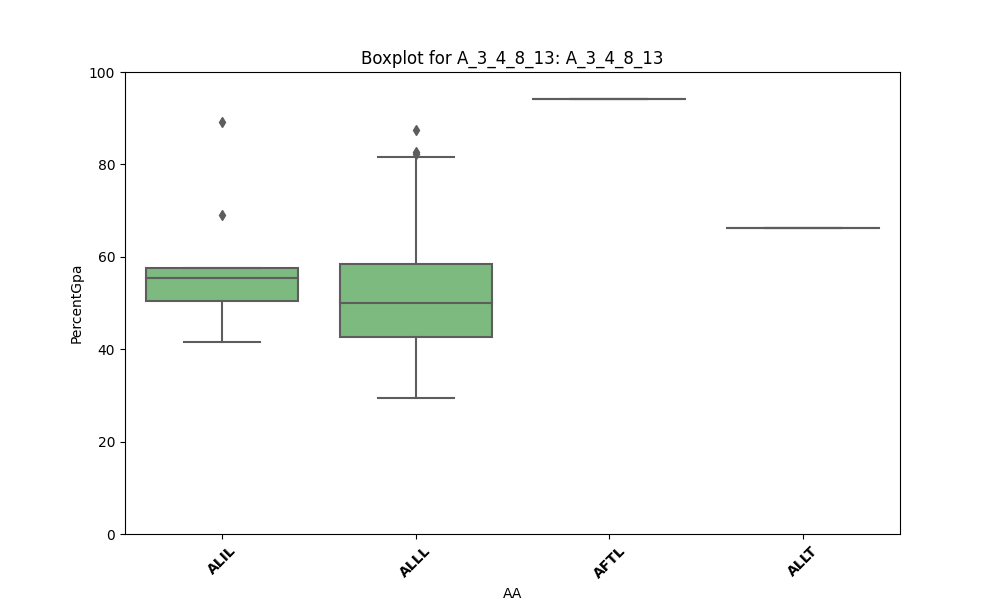 Boxplot for A_3_4_8_13: A_3_4_8_13
100
80
60
40
20
0
PercentGpa
ALIL
ALLL
AFTL
ALLT
AA